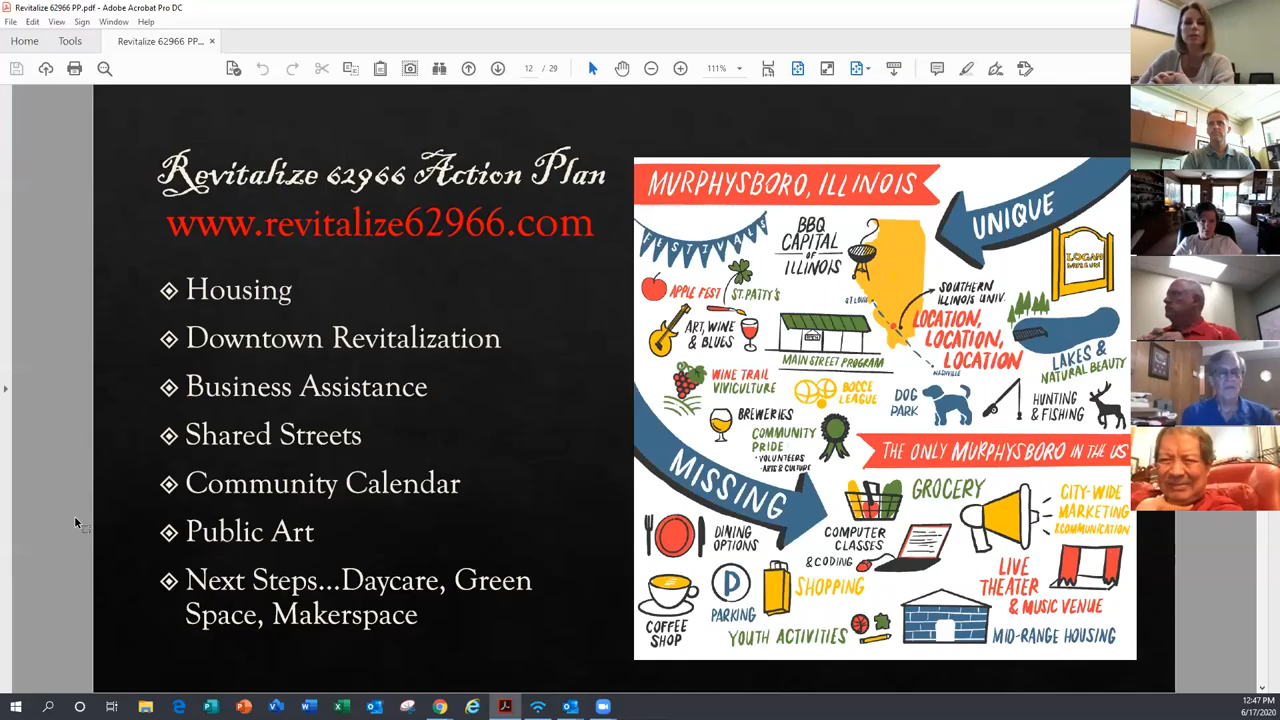 Revitalize 62966 PP.pdf - Adobe Acrobat Pro DC
File Edit View Sign Window Help
Home Tools Revitalize 62966 PP... ×
12 / 29 111%
Revitalize 62966 Action Plan
www.revitalize62966.com
Housing
Downtown Revitalization
Business Assistance
Shared Streets
Community Calendar
Public Art
Next Steps...Daycare, Green
Space, Makerspace
MURPHYSBORO, ILLINOIS
UNIQUE
FESTIVALS
BBQ
CAPITAL
OF
ILLINOIS
LOGAN
APPLE FEST
ST. PATTY'S
SOUTHERN
ILLINOIS UNIV.
ART, WINE
& BLUES
MAIN STREET PROGRAM
LOCATION,
LOCATION,
LOCATION
NASHVILLE
LAKES &
NATURAL BEAUTY
WINE TRAIL
VIVICULTURE
BOCCE
LEAGUE
DOG
PARK
HUNTING
& FISHING
BREWERIES
COMMUNITY
PRIDE
• VOLUNTEERS
- ARTS & CULTURE
THE ONLY MURPHYSBORO IN THE US
MISSING
GROCERY
CITY-WIDE
MARKETING
& COMMUNICATION
DINING
OPTIONS
COMPUTER
CLASSES
& CODING
LIVE
THEATER
& MUSIC VENUE
COFFEE
SHOP
P
PARKING
SHOPPING
YOUTH ACTIVITIES
MID-RANGE HOUSING
12:47 PM
6/17/2020